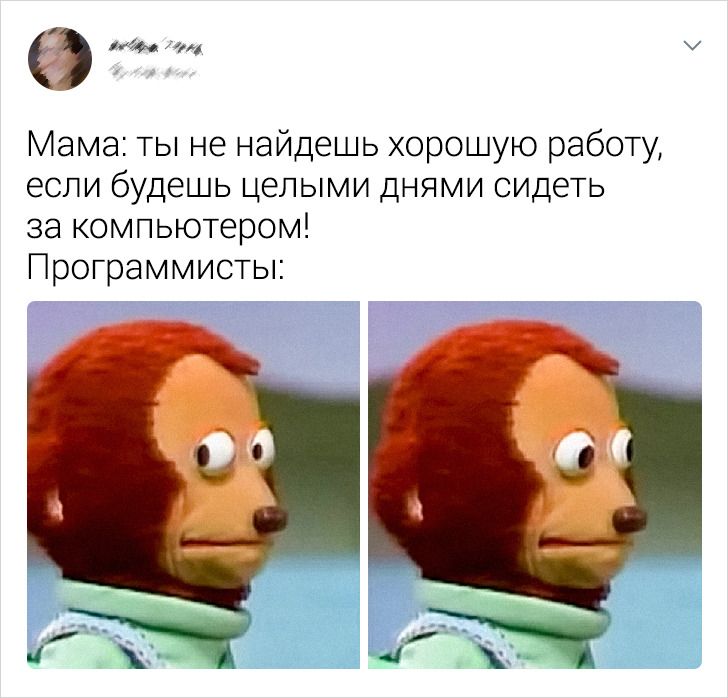 Мама: ты не найдешь хорошую работу,
если будешь целыми днями сидеть
за компьютером!
Программисты: